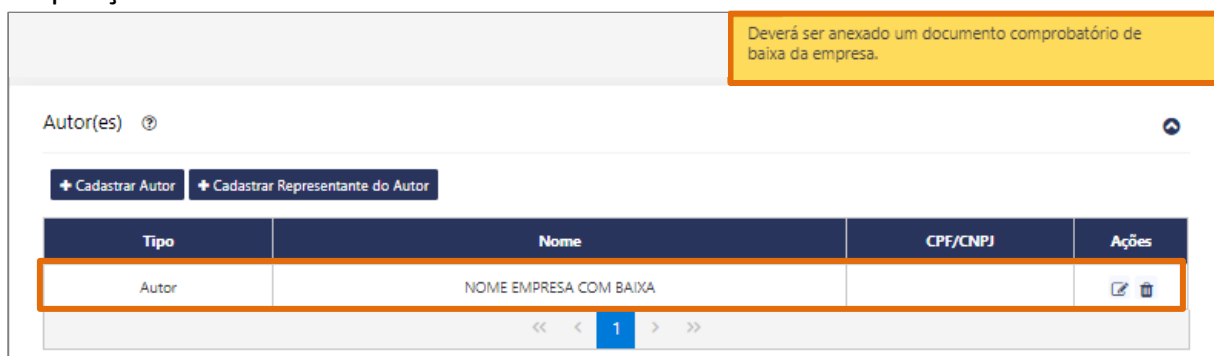 Deverá ser anexado um documento comprobatório de
baixa da empresa.
Autor(es)
+ Cadastrar Autor + Cadastrar Representante do Autor
Tipo Nome CPF/CNPJ Ações
Autor NOME EMPRESA COM BAIXA
<< < 1 > >>